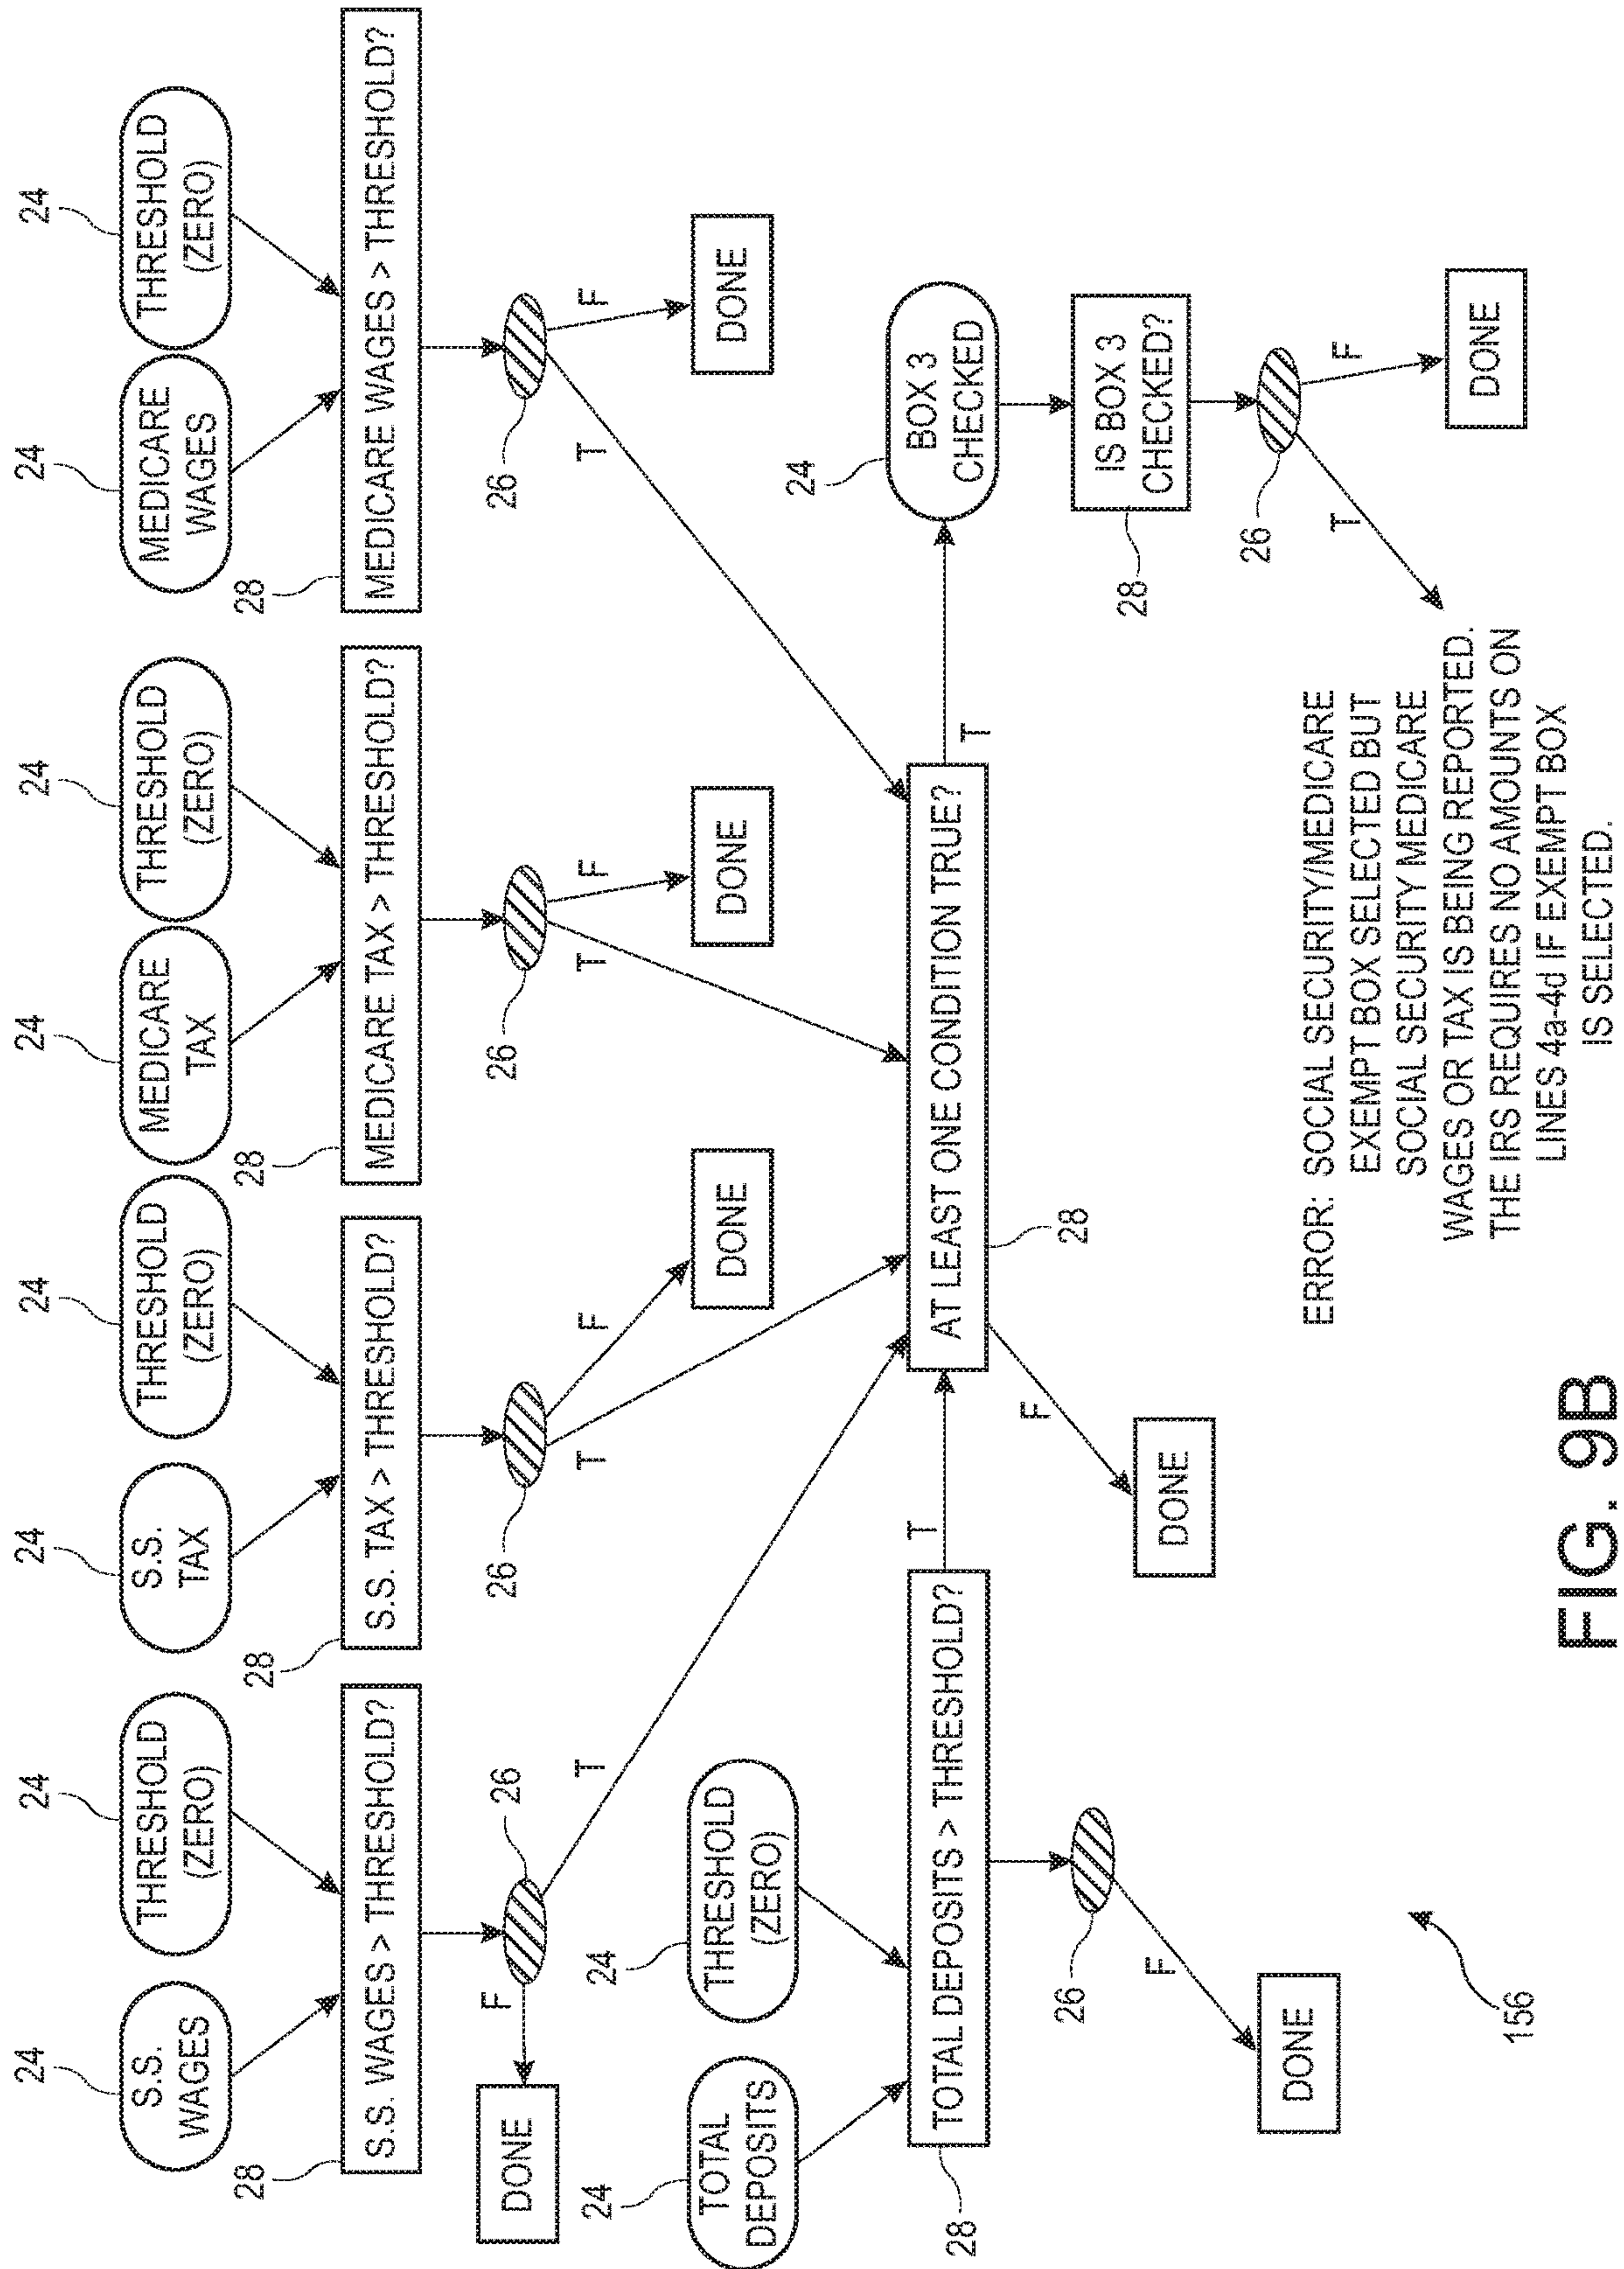 24
24
24
24
24
24
24
24
S.S.
WAGES
THRESHOLD
(ZERO)
S.S.
TAX
THRESHOLD
(ZERO)
MEDICARE
TAX
THRESHOLD
(ZERO)
MEDICARE
WAGES
THRESHOLD
(ZERO)
28
28
28
28
S.S. WAGES > THRESHOLD?
S.S. TAX > THRESHOLD?
MEDICARE TAX > THRESHOLD?
MEDICARE WAGES > THRESHOLD?
F
26
26
26
26
DONE
T
T
F
T
F
T
F
24
24
TOTAL
DEPOSITS
THRESHOLD
(ZERO)
DONE
DONE
DONE
24
28
TOTAL DEPOSITS > THRESHOLD?
T
AT LEAST ONE CONDITION TRUE?
T
BOX 3
CHECKED
28
26
F
F
28
IS BOX 3
CHECKED?
DONE
DONE
26
T
F
DONE
156
ERROR: SOCIAL SECURITY/MEDICARE
EXEMPT BOX SELECTED BUT
SOCIAL SECURITY MEDICARE
WAGES OR TAX IS BEING REPORTED.
THE IRS REQUIRES NO AMOUNTS ON
LINES 4a-4d IF EXEMPT BOX
IS SELECTED.
FIG. 9B